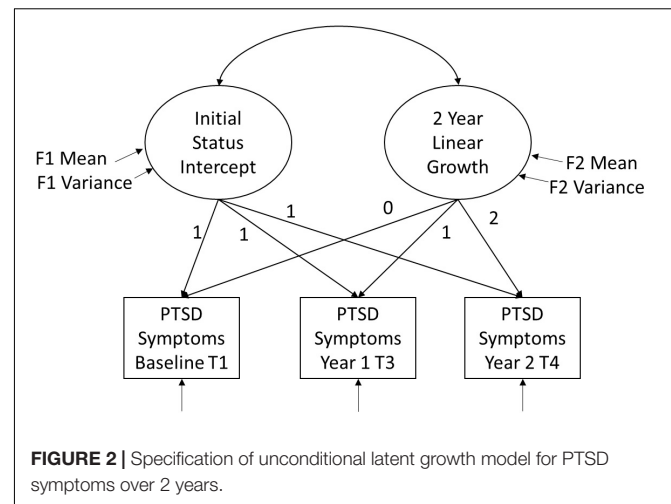 Initial
Status
Intercept
2 Year
Linear
Growth
F1 Mean
F1 Variance
F2 Mean
F2 Variance
1
1
1
0
1
2
PTSD
Symptoms
Baseline T1
PTSD
Symptoms
Year 1 T3
PTSD
Symptoms
Year 2 T4
FIGURE 2 | Specification of unconditional latent growth model for PTSD
symptoms over 2 years.